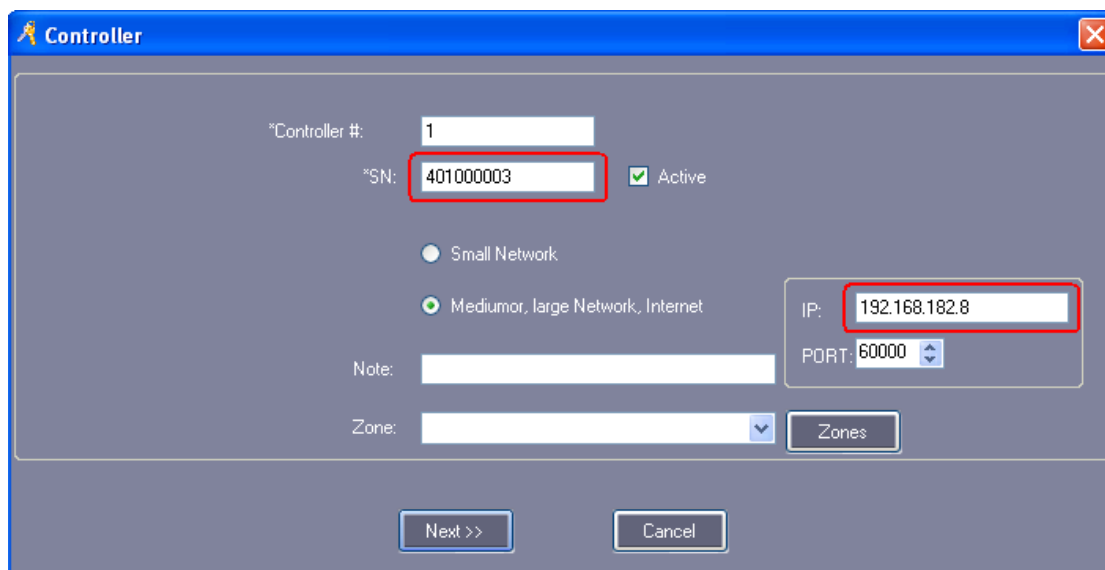 Controller
*Controller #: 1
*SN: 401000003 Active
Small Network
Mediumor, large Network, Internet
IP: 192.168.182.8
PORT: 60000
Note:
Zone: Zones
Next >> Cancel